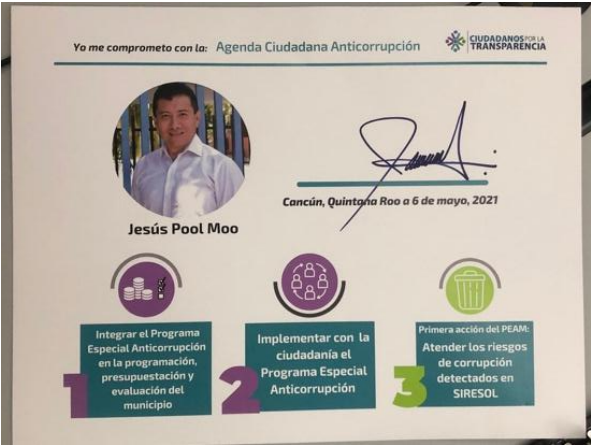 Yo me comprometo con la: Agenda Ciudadana Anticorrupción
CIUDADANOS POR LA
TRANSPARENCIA
Jesús Pool Moo
Cancún, Quintana Roo a 6 de mayo, 2021
1
Integrar el Programa
Especial Anticorrupción
en la programación,
presupuestación y
evaluación del
municipio
2
Implementar con la
ciudadanía el
Programa Especial
Anticorrupción
3
Primera acción del PEAM:
Atender los riesgos
de corrupción
detectados en
SIRESOL